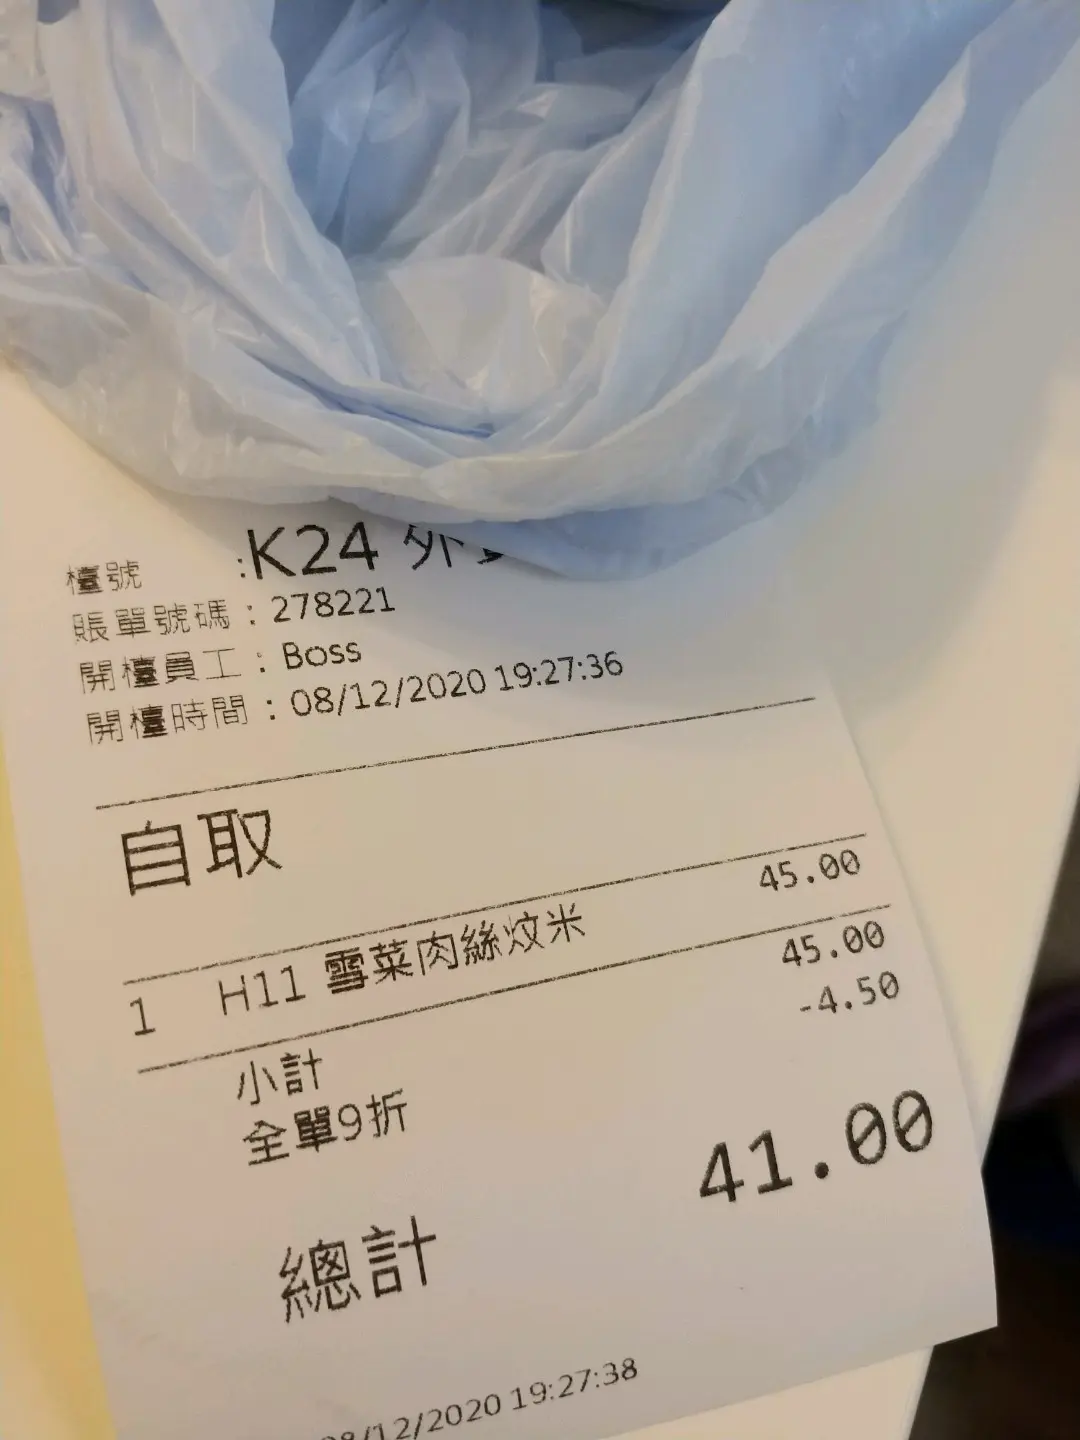 檯號 :K24 外
賬單號碼 : 278221
開檯員工 : Boss
開檯時間 : 08/12/2020 19:27:36
自取
1 H11 雪菜肉絲炆米 45.00
小計 45.00
全單9折 -4.50
總計 41.00
08/12/2020 19:27:38